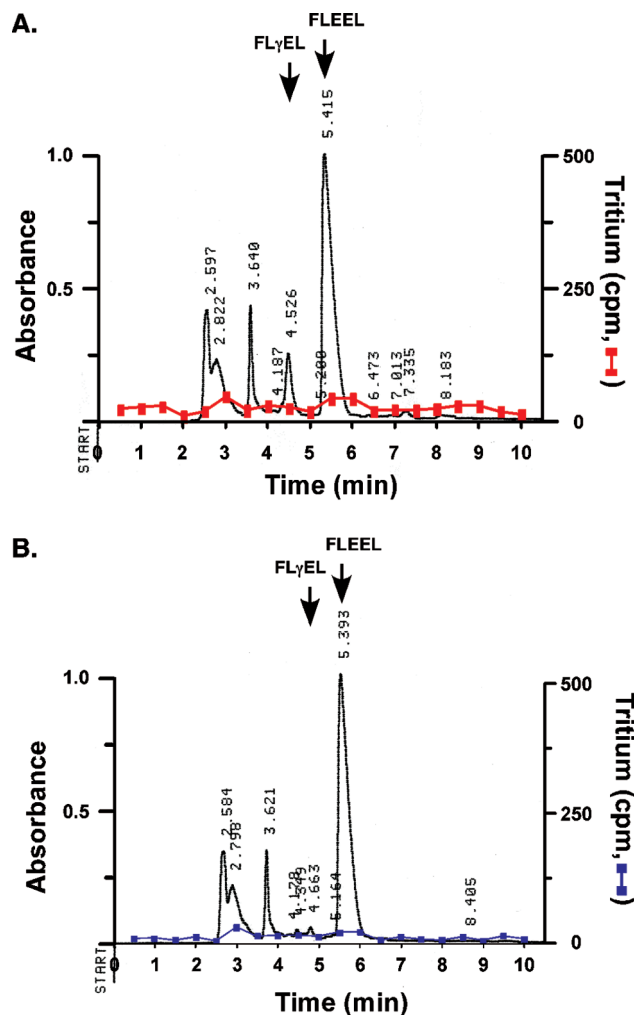 A.
FLEEL
FLγEL
5.415
1.0
500
2.597
2.822
3.640
4.526
Absorbance
Tritium (cpm,
0.5
250
4.187
5.200
6.473
7.013
7.335
8.183
0
0
START
1 2 3 4 5 6 7 8 9 10
Time (min)
B.
FLEEL
FLγEL
5.393
1.0
500
2.584
2.798
3.621
Absorbance
Tritium (cpm,
0.5
250
4.663
5.164
8.405
0
START
0 1 2 3 4 5 6 7 8 9 10
Time (min)